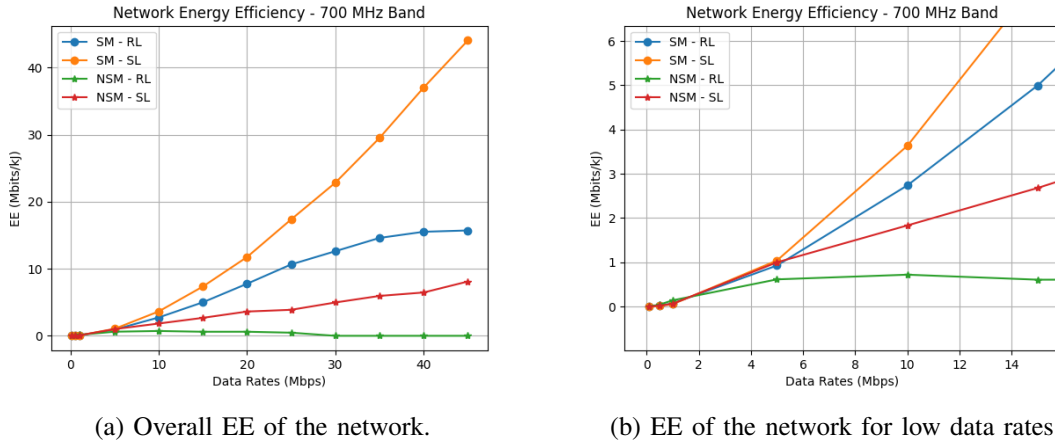 Network Energy Efficiency - 700 MHz Band
SM - RL
SM - SL
NSM - RL
NSM - SL
EE (Mbits/kJ)
40
30
20
10
0
0 10 20 30 40
Data Rates (Mbps)
(a) Overall EE of the network.
Network Energy Efficiency - 700 MHz Band
SM - RL
SM - SL
NSM - RL
NSM - SL
EE (Mbits/kJ)
6
5
4
3
2
1
0
0 2 4 6 8 10 12 14
Data Rates (Mbps)
(b) EE of the network for low data rates